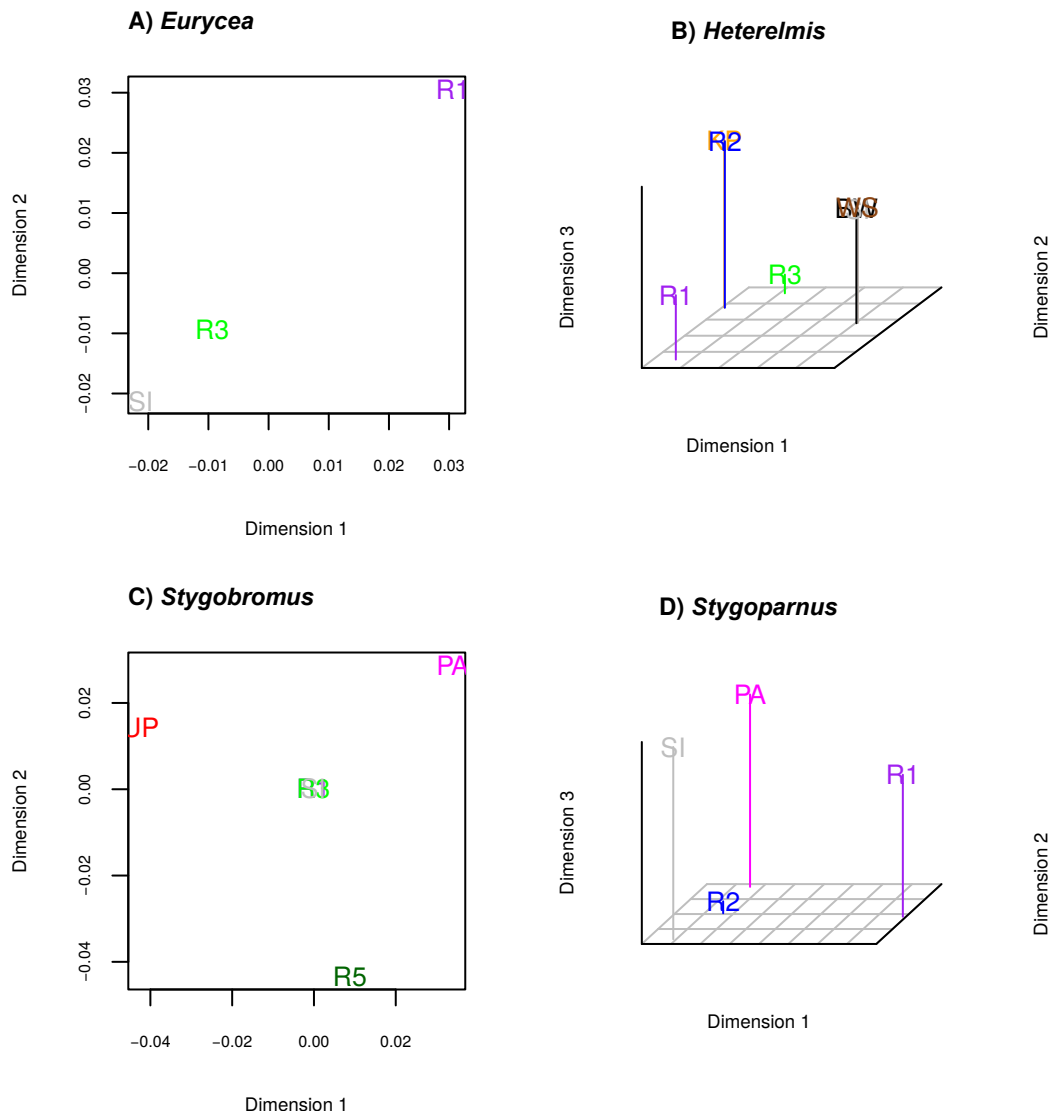 A) Eurycea
Dimension 2
0.03
0.02
0.01
0.00
−0.01
−0.02
R1
R3
SI
−0.02 −0.01 0.00 0.01 0.02 0.03
Dimension 1
B) Heterelmis
Dimension 3
R2
R3
R1
Dimension 2
Dimension 1
C) Stygobromus
Dimension 2
0.02
0.00
−0.02
−0.04
PA
UP
R3
R5
−0.04 −0.02 0.00 0.02
Dimension 1
D) Stygoparnus
Dimension 3
PA
SI
R1
R2
Dimension 2
Dimension 1